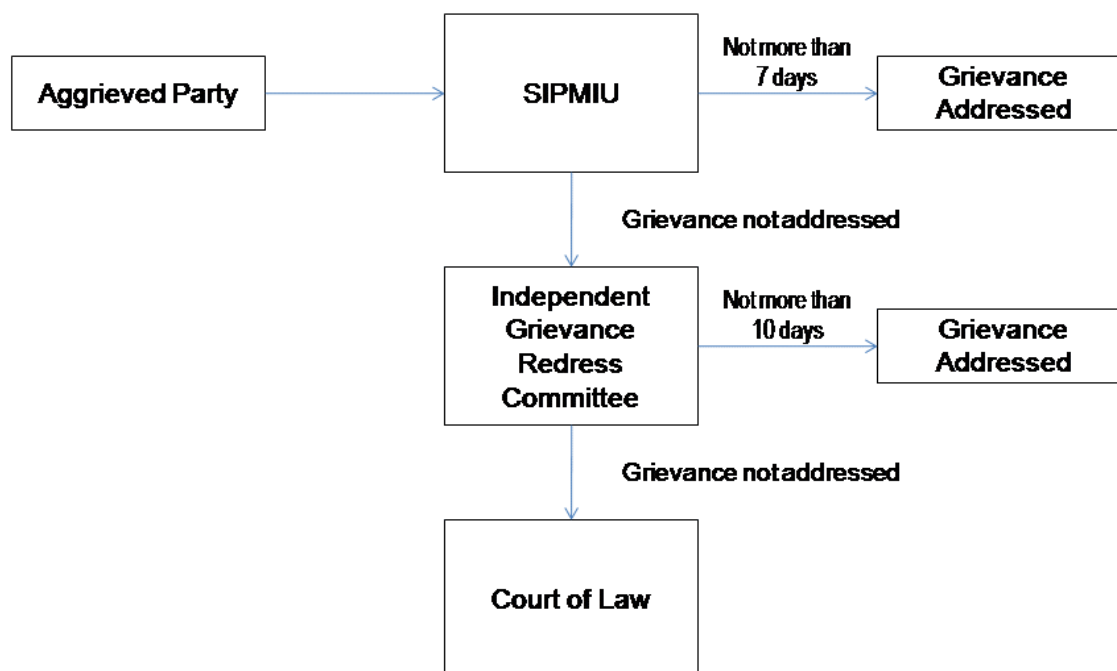 Not more than
7 days
Aggrieved Party
SIPMIU
Grievance
Addressed
Grievance not addressed
Independent
Grievance
Redress
Committee
Not more than
10 days
Grievance
Addressed
Grievance not addressed
Court of Law